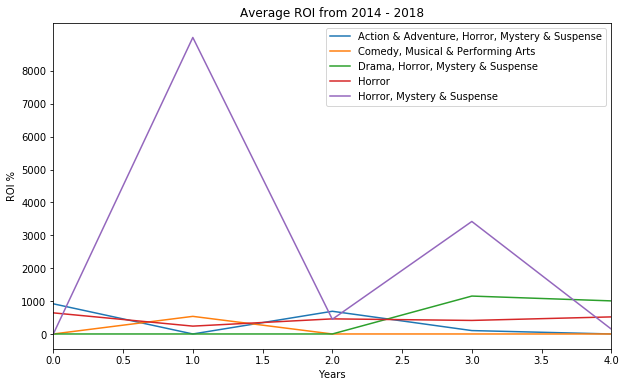 Average ROI from 2014 - 2018
Action & Adventure, Horror, Mystery & Suspense
Comedy, Musical & Performing Arts
Drama, Horror, Mystery & Suspense
Horror
Horror, Mystery & Suspense
ROI %
8000
7000
6000
5000
4000
3000
2000
1000
0
0.0 0.5 1.0 1.5 2.0 2.5 3.0 3.5 4.0
Years